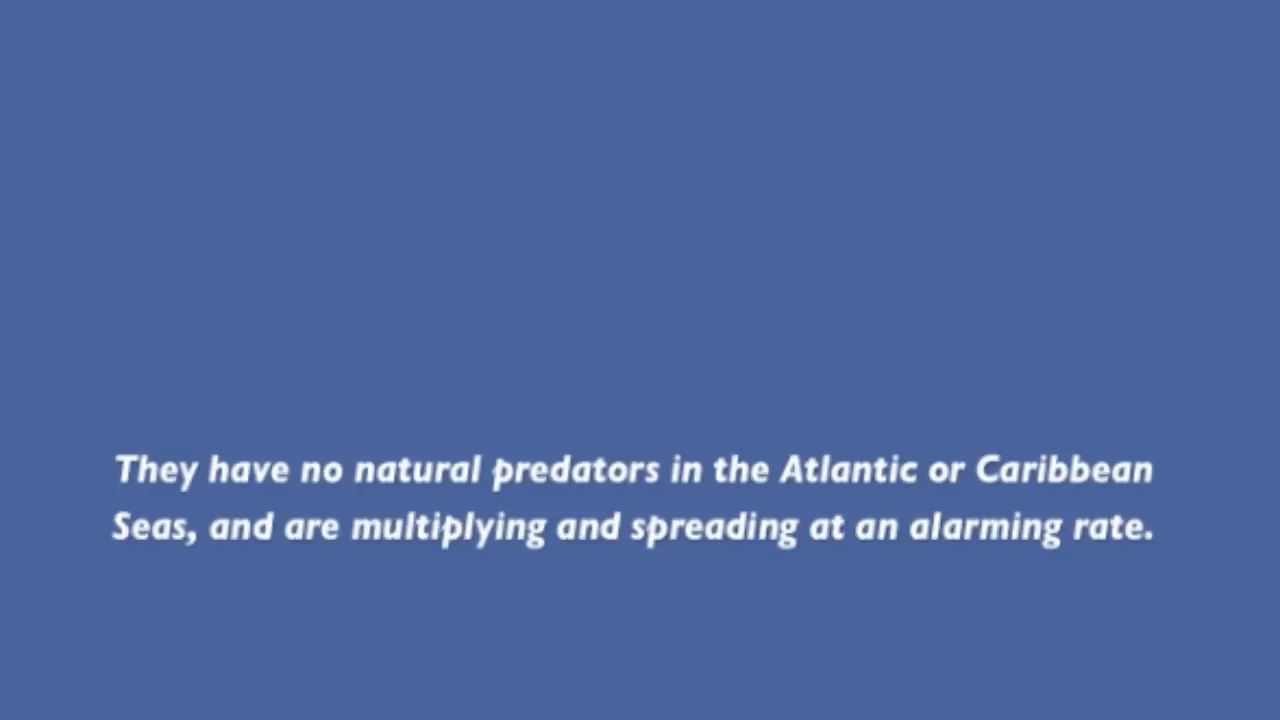 They have no natural predators in the Atlantic or Caribbean
Seas, and are multiplying and spreading at an alarming rate.